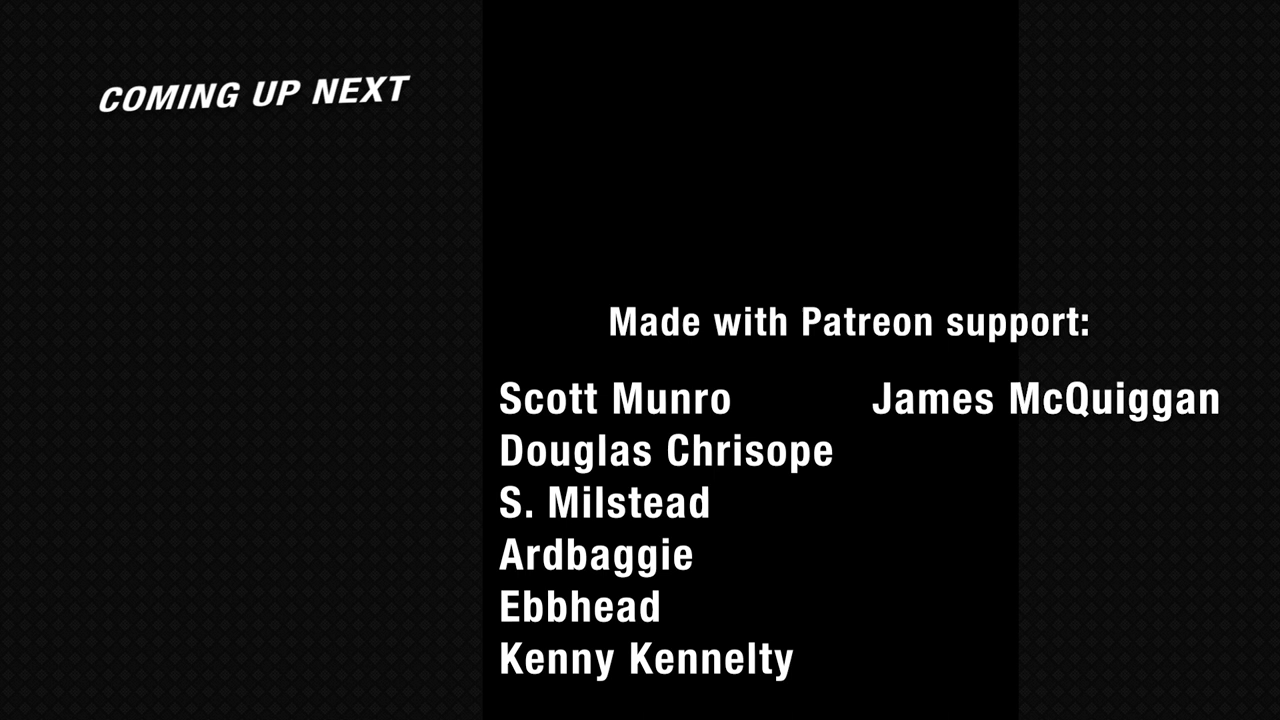 COMING UP NEXT
Made with Patreon support:
Scott Munro
James McQuiggan
Douglas Chrisope
S. Milstead
Ardbaggie
Ebbhead
Kenny Kennelty